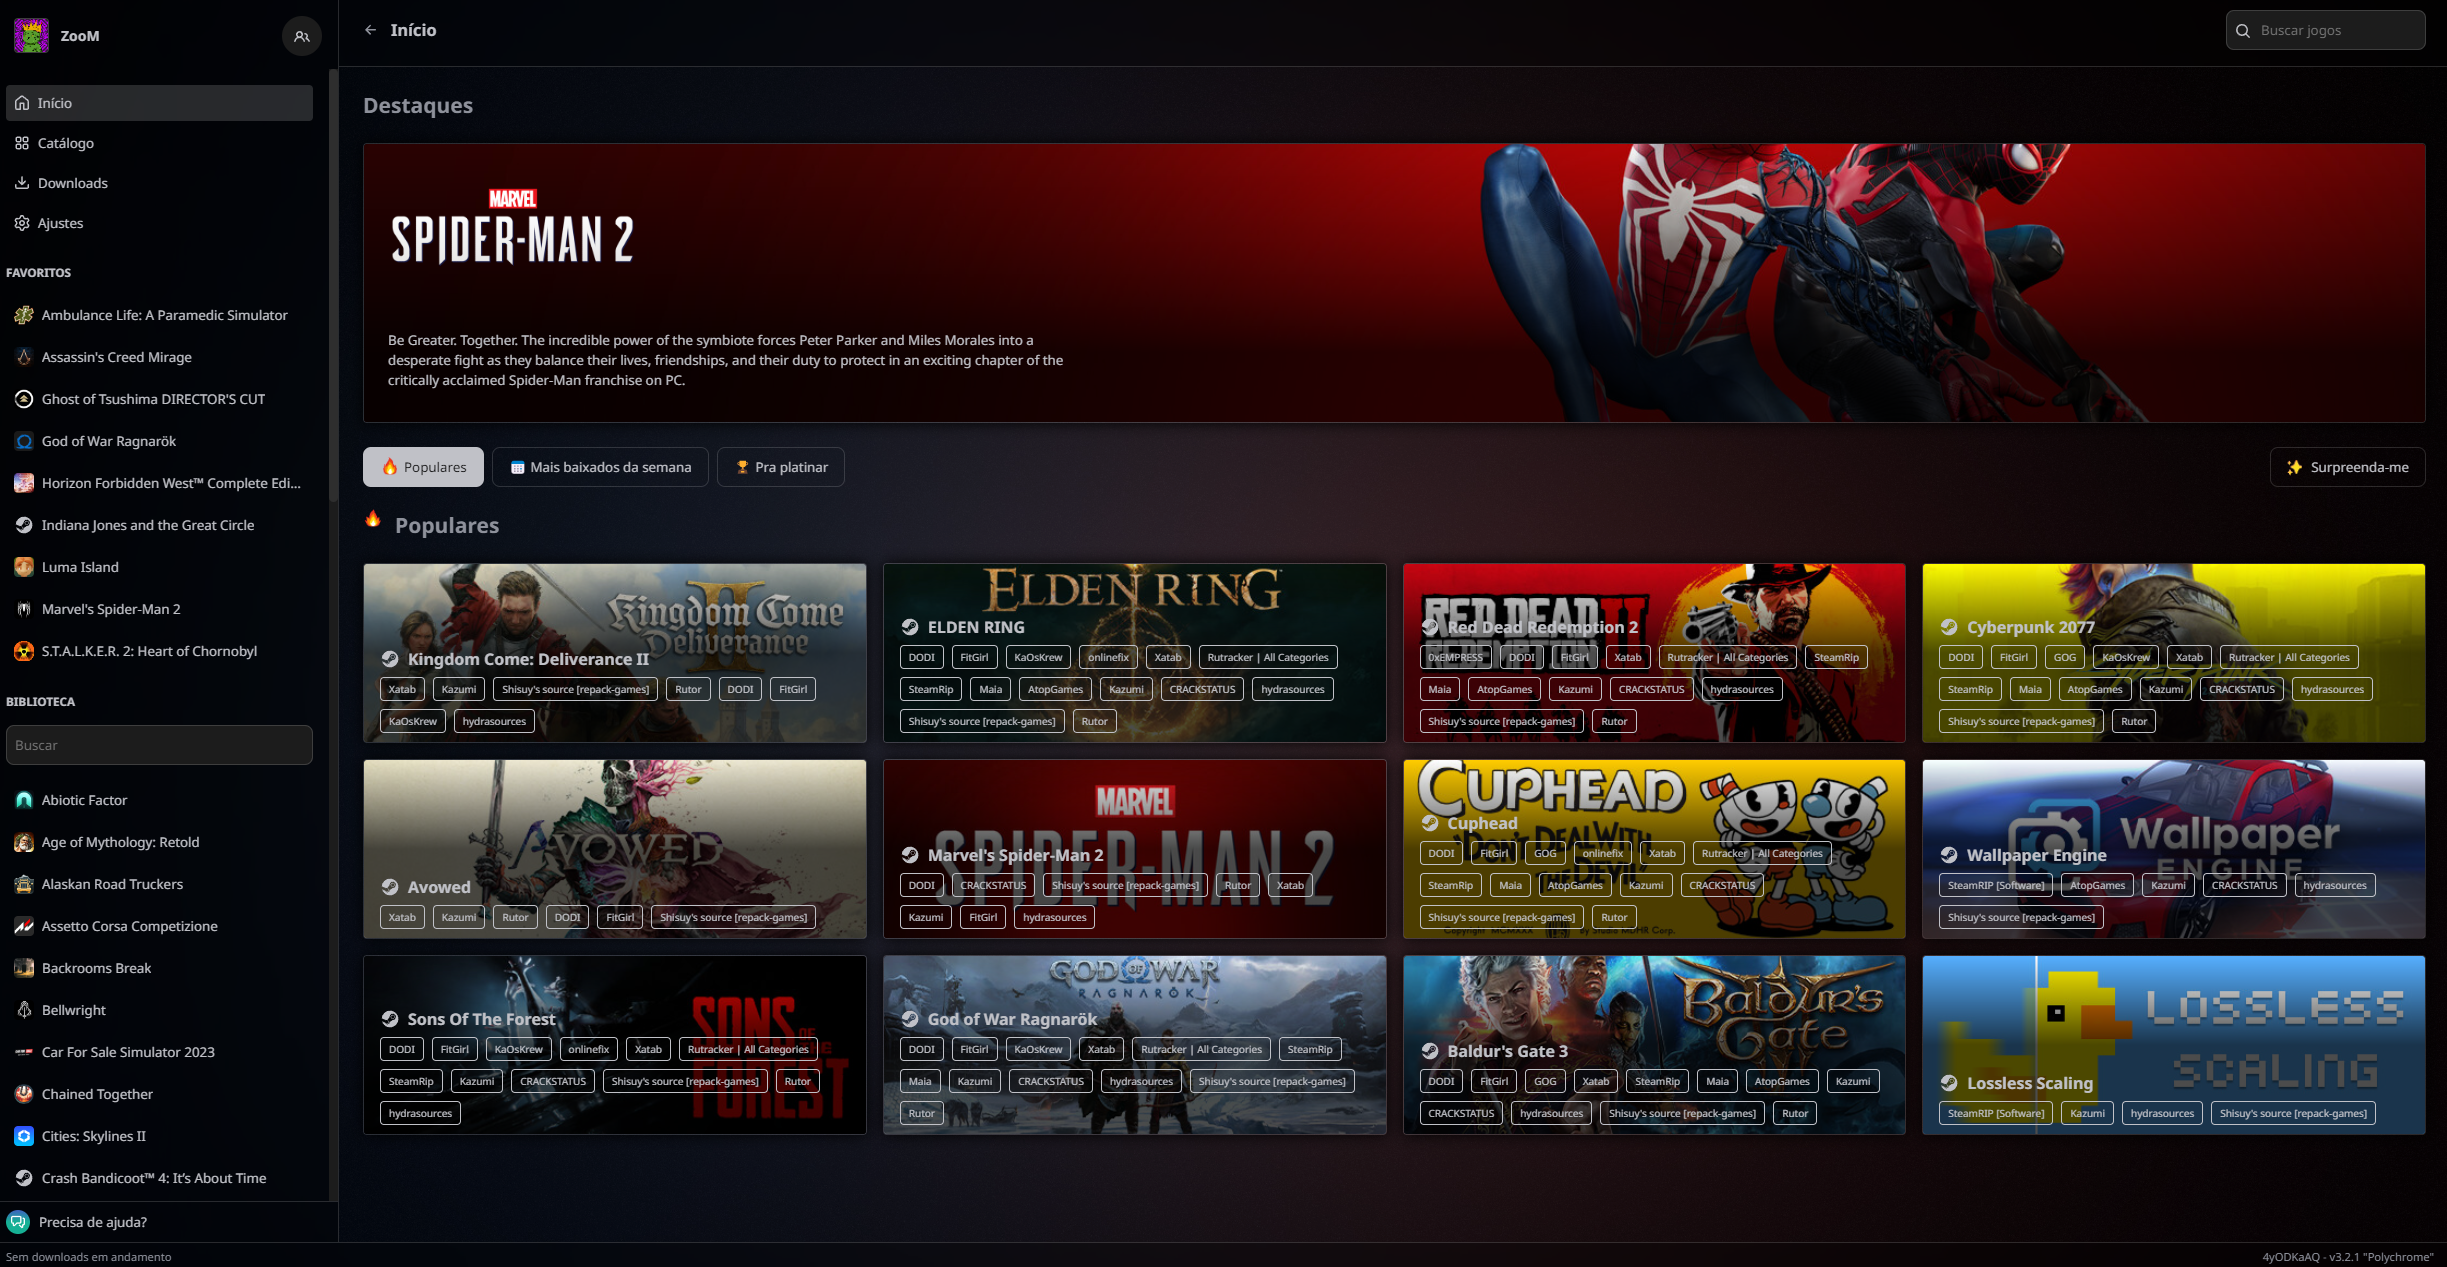 ZooM
Início
Catálogo
Downloads
Ajustes
FAVORITOS
Ambulance Life: A Paramedic Simulator
Assassin's Creed Mirage
Ghost of Tsushima DIRECTOR'S CUT
God of War Ragnarök
Horizon Forbidden West™ Complete Edi...
Indiana Jones and the Great Circle
Luma Island
Marvel's Spider-Man 2
S.T.A.L.K.E.R. 2: Heart of Chornobyl
BIBLIOTECA
Buscar
Abiotic Factor
Age of Mythology: Retold
Alaskan Road Truckers
Assetto Corsa Competizione
Backrooms Break
Bellwright
Car For Sale Simulator 2023
Chained Together
Cities: Skylines II
Crash Bandicoot™ 4: It's About Time
Precisa de ajuda?
Sem downloads em andamento
Início
Buscar jogos
Destaques
MARVEL
SPIDER-MAN 2
Be Greater. Together. The incredible power of the symbiote forces Peter Parker and Miles Morales into a
desperate fight as they balance their lives, friendships, and their duty to protect in an exciting chapter of the
critically acclaimed Spider-Man franchise on PC.
Populares
Mais baixados da semana
Pra platinar
Surpreenda-me
Populares
Kingdom Come
Deliverance
II
Kingdom Come: Deliverance II
Xatab Kazumi Shisuy's source [repack-games] Rutor DODI FitGirl
KaOsKrew hydrasources
ELDEN RING
ELDEN RING
DODI FitGirl KaOsKrew onlinefix Xatab Rutracker | All Categories
SteamRip Maia AtopGames Kazumi CRACKSTATUS hydrasources
Shisuy's source [repack-games] Rutor
RED DEAD
REDEMPTION
II
Red Dead Redemption 2
0xEMPRESS DODI FitGirl Xatab Rutracker | All Categories SteamRip
Maia AtopGames Kazumi CRACKSTATUS hydrasources
Shisuy's source [repack-games] Rutor
Cyberpunk 2077
DODI FitGirl GOG KaOsKrew Xatab Rutracker | All Categories
SteamRip Maia AtopGames Kazumi CRACKSTATUS hydrasources
Shisuy's source [repack-games] Rutor
AVOWED
Avowed
Xatab Kazumi Rutor DODI FitGirl Shisuy's source [repack-games]
MARVEL
SPIDER-MAN 2
Marvel's Spider-Man 2
DODI CRACKSTATUS Shisuy's source [repack-games] Rutor Xatab
Kazumi FitGirl hydrasources
CUPHEAD
DON'T DEAL WITH
THE DEVIL
Cuphead
DODI FitGirl GOG onlinefix Xatab Rutracker | All Categories
SteamRip Maia AtopGames Kazumi CRACKSTATUS
Shisuy's source [repack-games] Rutor
Copyright MCMXXX by Studio MDHR Corp.
Wallpaper
ENGINE
Wallpaper Engine
SteamRIP [Software] AtopGames Kazumi CRACKSTATUS hydrasources
Shisuy's source [repack-games]
SONS
OF THE
FOREST
Sons Of The Forest
DODI FitGirl KaOsKrew onlinefix Xatab Rutracker | All Categories
SteamRip Kazumi CRACKSTATUS Shisuy's source [repack-games] Rutor
hydrasources
GOD OF WAR
RAGNARÖK
God of War Ragnarök
DODI FitGirl KaOsKrew Xatab Rutracker | All Categories SteamRip
Maia Kazumi CRACKSTATUS hydrasources Shisuy's source [repack-games]
Rutor
BALDUR'S
GATE
Baldur's Gate 3
DODI FitGirl GOG Xatab SteamRip Maia AtopGames Kazumi
CRACKSTATUS hydrasources Shisuy's source [repack-games] Rutor
LOSSLESS
SCALING
Lossless Scaling
SteamRIP [Software] Kazumi hydrasources Shisuy's source [repack-games]
4yODKaAQ - v3.2.1 "Polychrome"